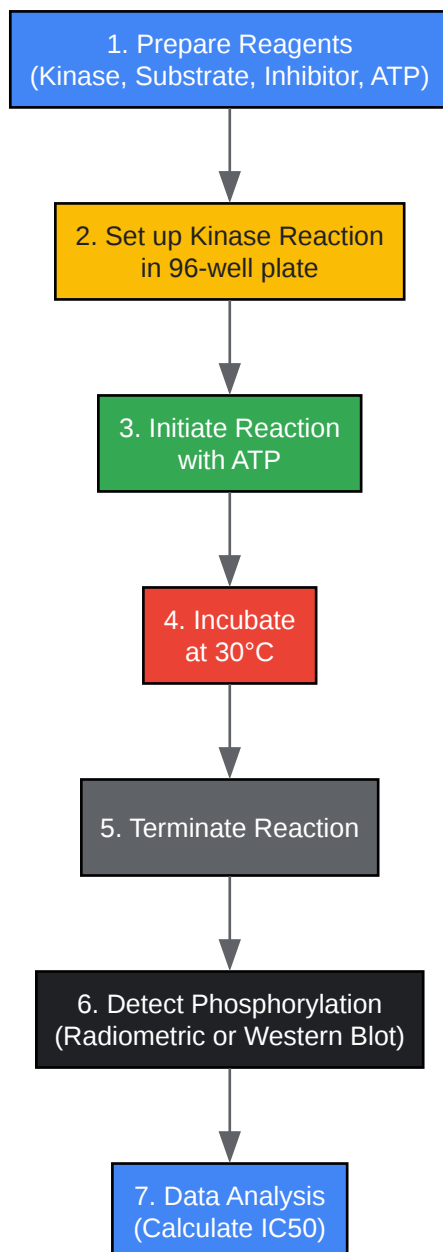 1. Prepare Reagents
(Kinase, Substrate, Inhibitor, ATP)
2. Set up Kinase Reaction
in 96-well plate
3. Initiate Reaction
with ATP
4. Incubate
at 30°C
5. Terminate Reaction
6. Detect Phosphorylation
(Radiometric or Western Blot)
7. Data Analysis
(Calculate IC50)